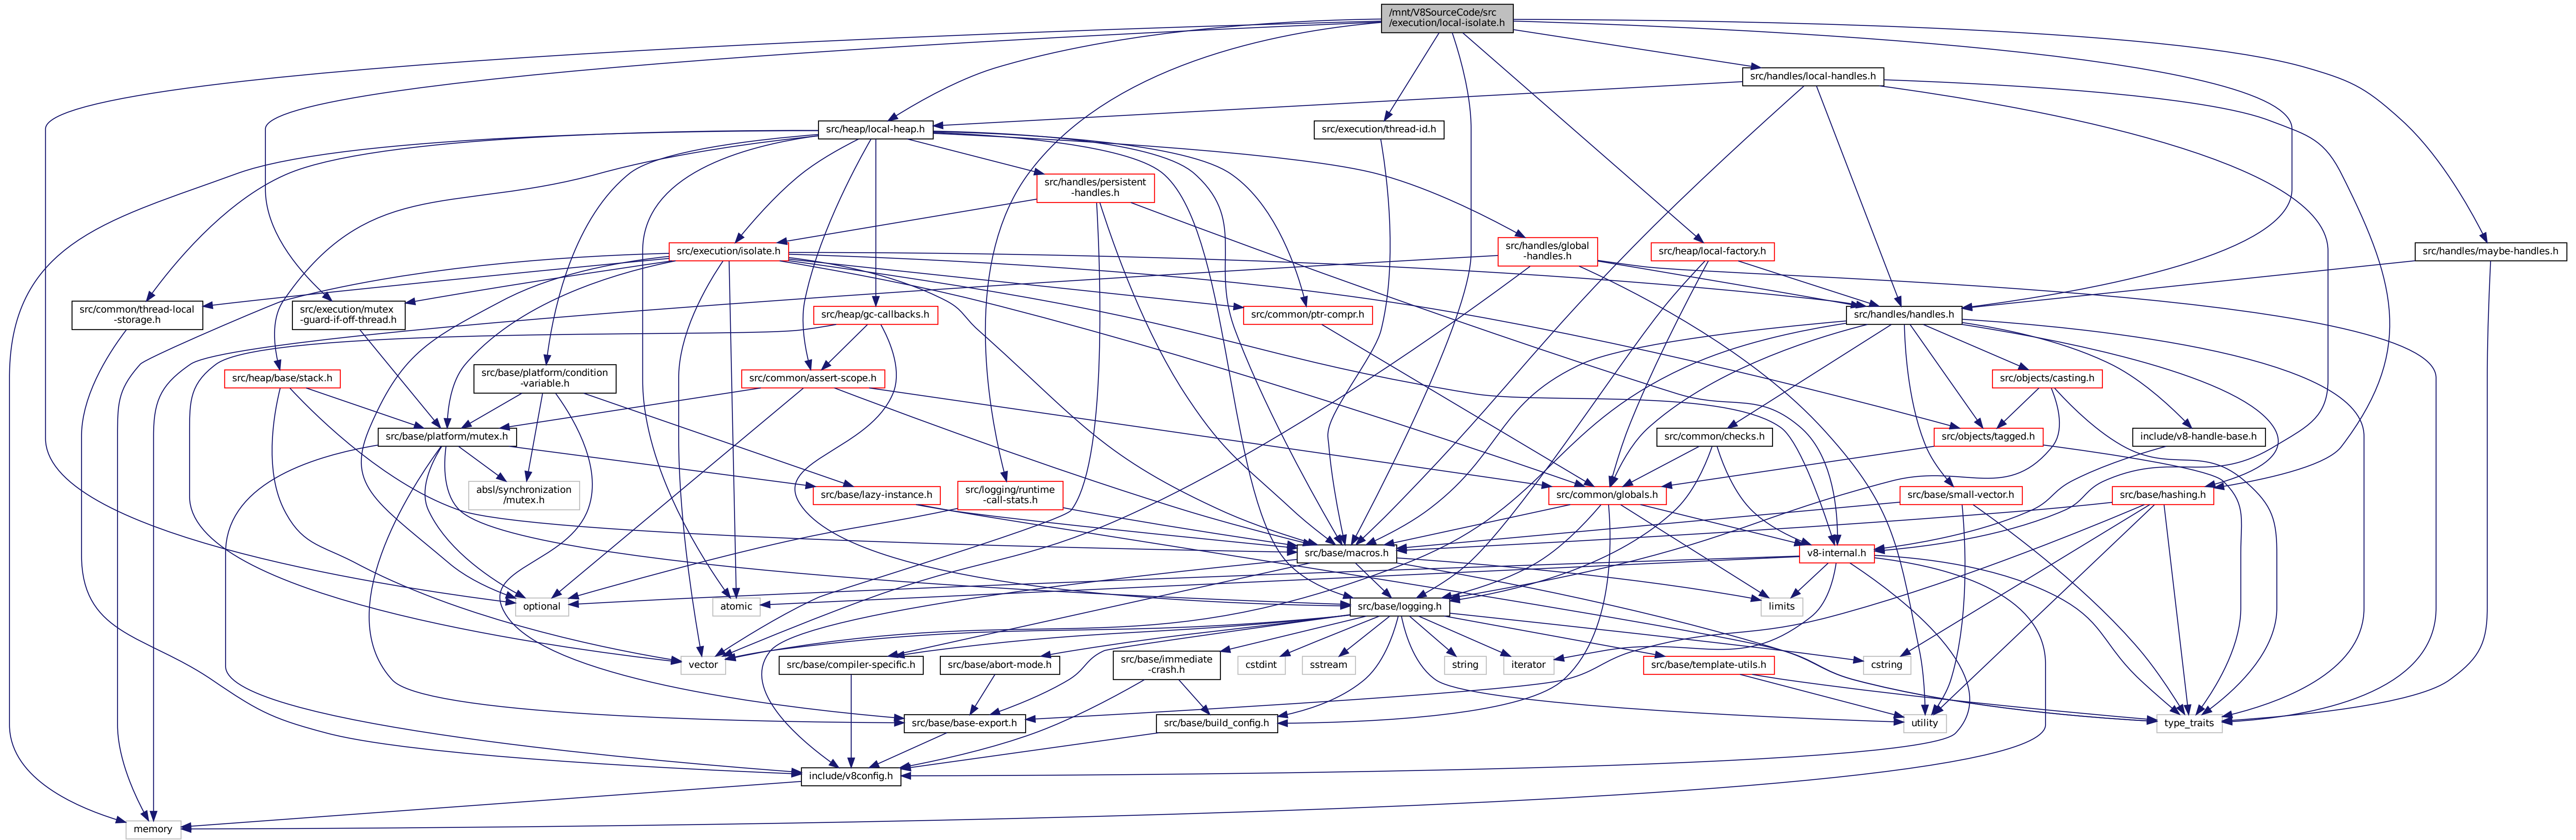 /mnt/V8SourceCode/src
/execution/local-isolate.h
src/handles/local-handles.h
src/heap/local-heap.h
src/execution/thread-id.h
src/handles/persistent
-handles.h
src/execution/isolate.h
src/handles/global
-handles.h
src/heap/local-factory.h
src/handles/maybe-handles.h
src/common/thread-local
-storage.h
src/execution/mutex
-guard-if-off-thread.h
src/heap/gc-callbacks.h
src/common/ptr-compr.h
src/handles/handles.h
src/heap/base/stack.h
src/base/platform/condition
-variable.h
src/common/assert-scope.h
src/objects/casting.h
src/base/platform/mutex.h
src/common/checks.h
src/objects/tagged.h
include/v8-handle-base.h
absl/synchronization
/mutex.h
src/base/lazy-instance.h
src/logging/runtime
-call-stats.h
src/common/globals.h
src/base/small-vector.h
src/base/hashing.h
src/base/macros.h
v8-internal.h
optional
atomic
src/base/logging.h
limits
vector
src/base/compiler-specific.h
src/base/abort-mode.h
src/base/immediate
-crash.h
cstdint
sstream
string
iterator
src/base/template-utils.h
cstring
src/base/base-export.h
src/base/build_config.h
utility
type_traits
include/v8config.h
memory